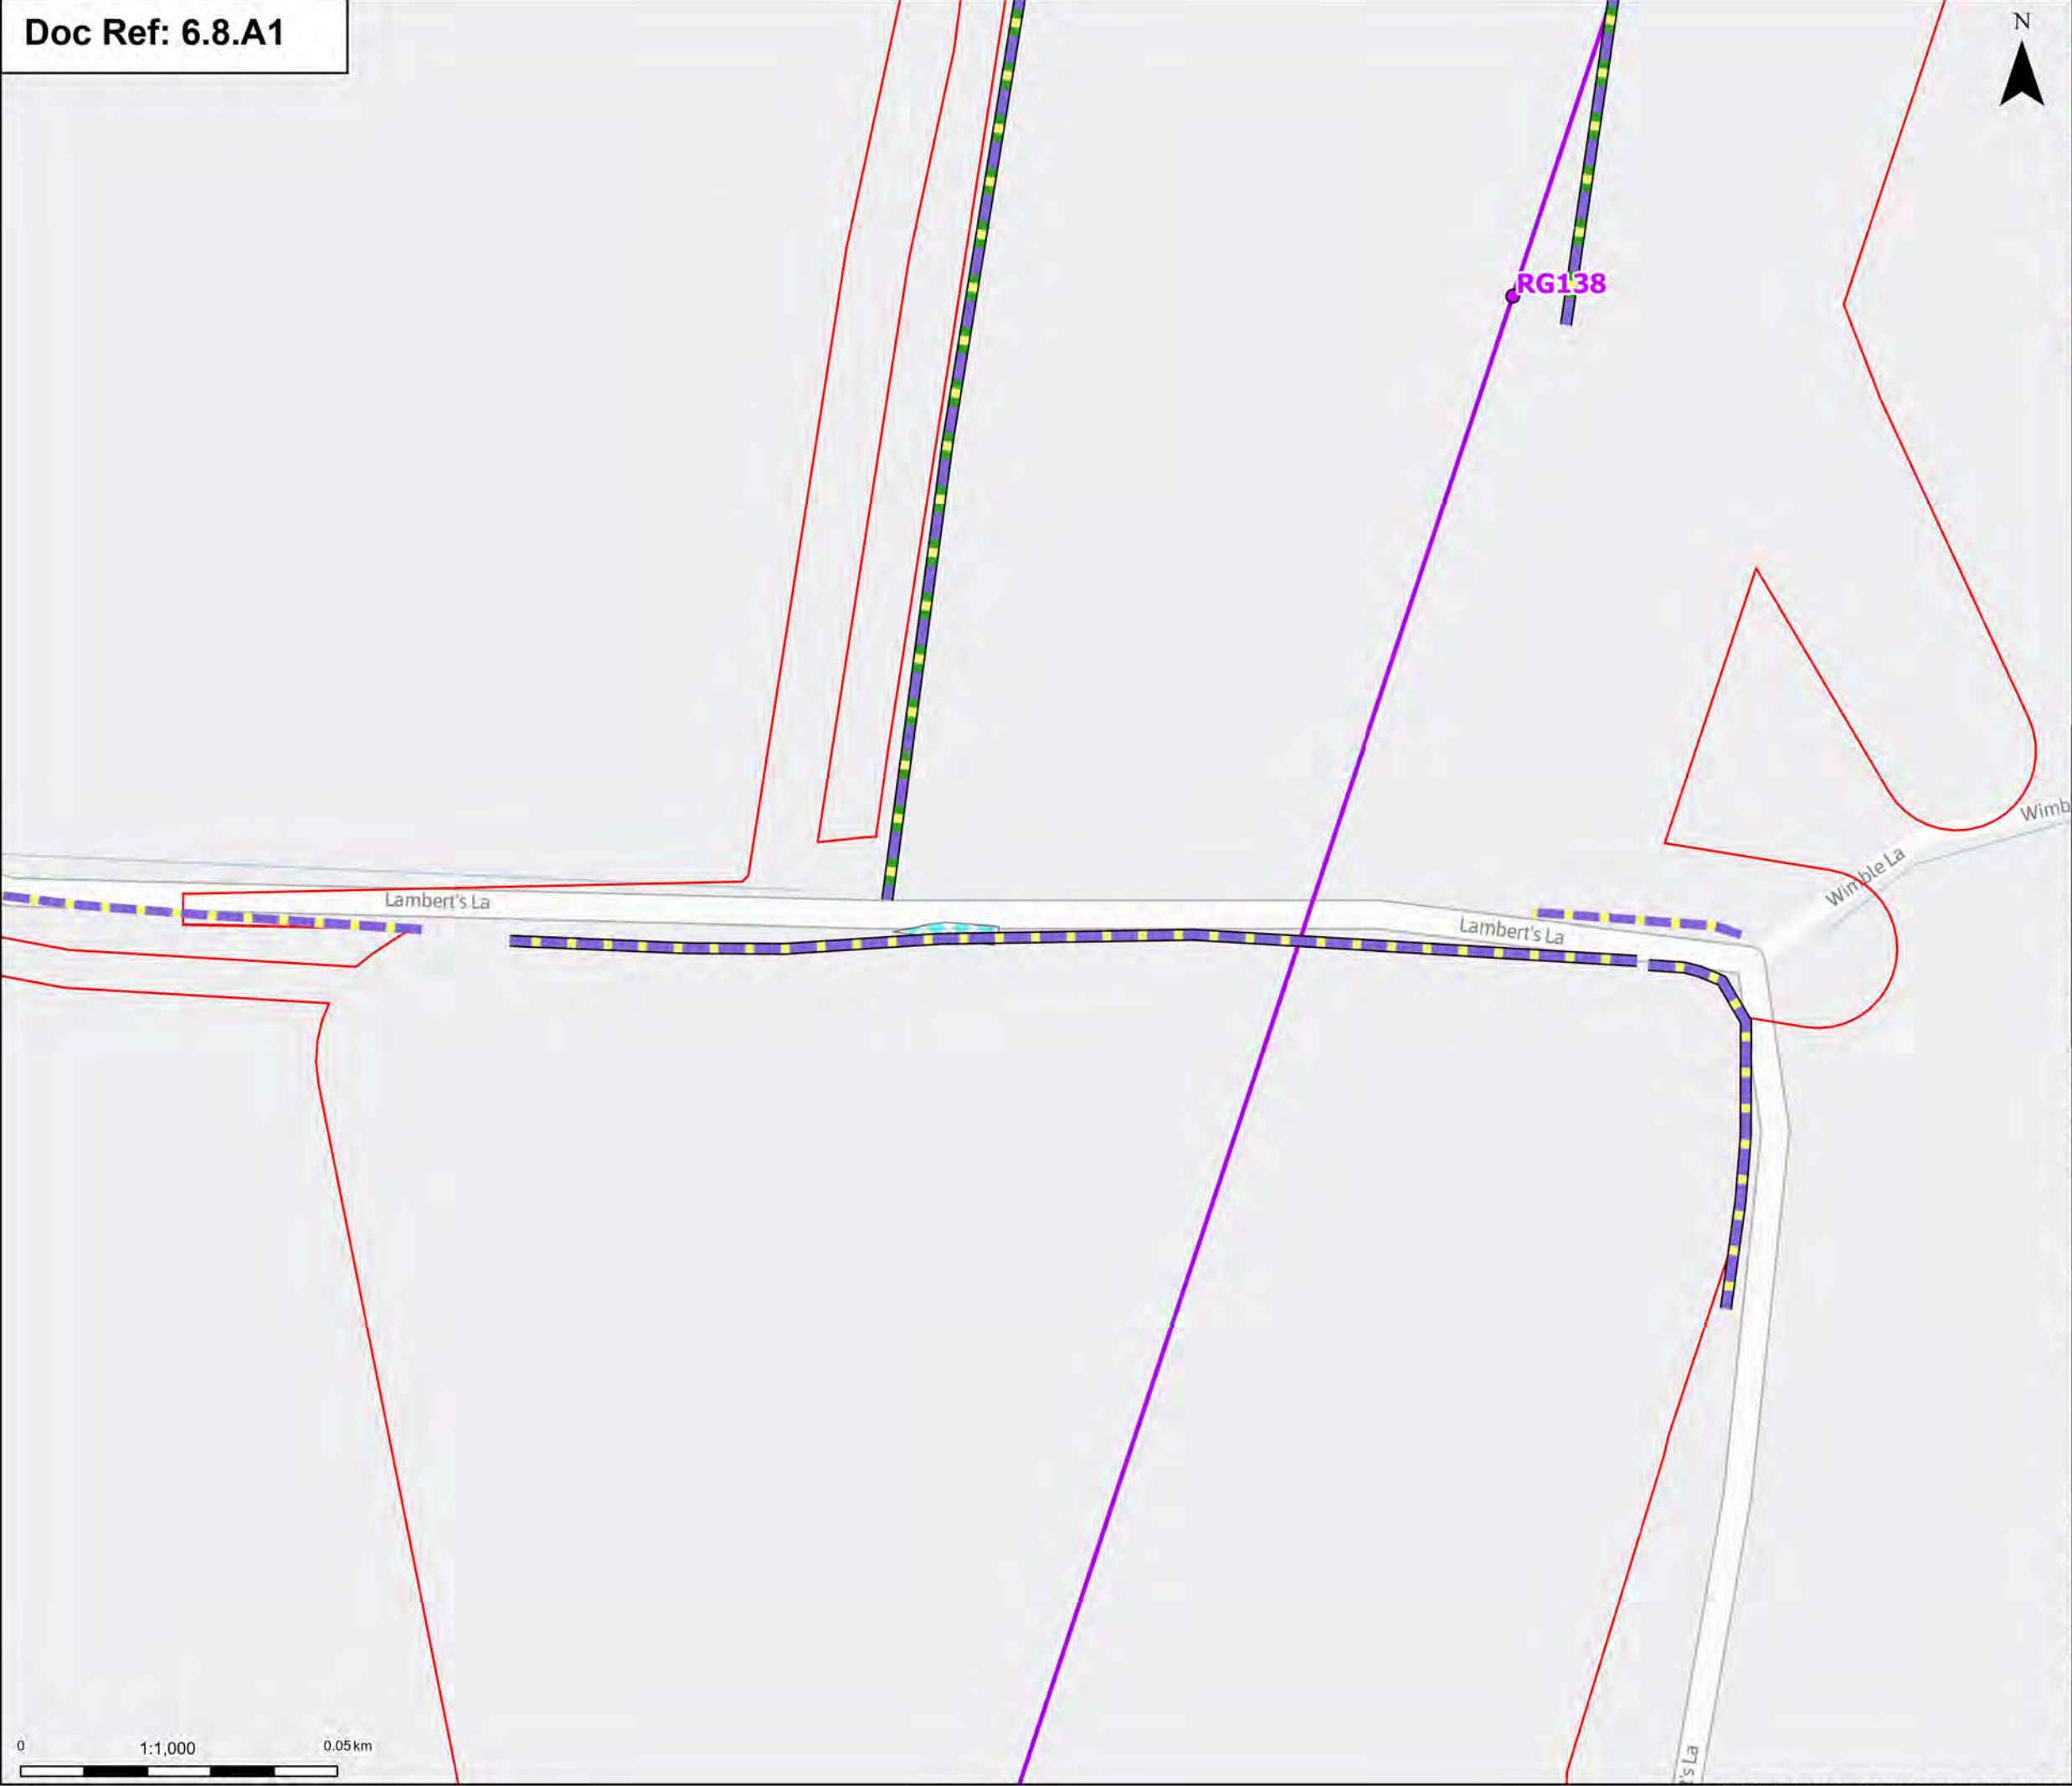 Doc Ref: 6.8.A1
N
RG138
Wimb
Wimble La
Lambert's La
Lambert's La
t's La
0 1:1,000 0.05 km